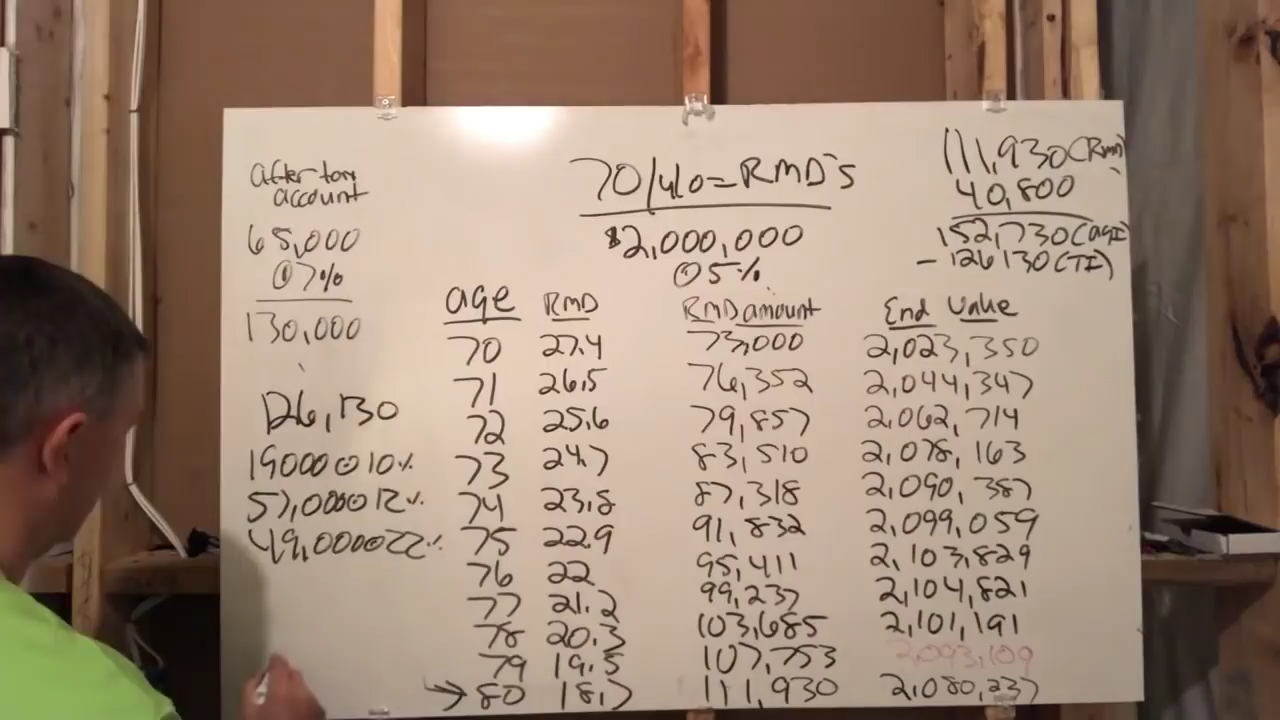 after tax
account
65,000
@7%
130,000
126,130
19000@10%
57,000@12%
49,000@22%
70/40=RMD's
$2,000,000
@5%
111,930(RMD)
40,800
152,730(AGI)
- 126130(TI)
age RMD RMD amount End Value
70 27.4 73,000 2,023,350
71 26.5 76,352 2,044,347
72 25.6 79,857 2,062,714
73 24.7 83,510 2,078,163
74 23.8 87,318 2,090,387
75 22.9 91,832 2,099,059
76 22 95,411 2,103,829
77 21.2 99,237 2,104,821
78 20.3 103,685 2,101,191
79 19.5 107,753 2,093,109
→ 80 18.7 111,930 2,080,237